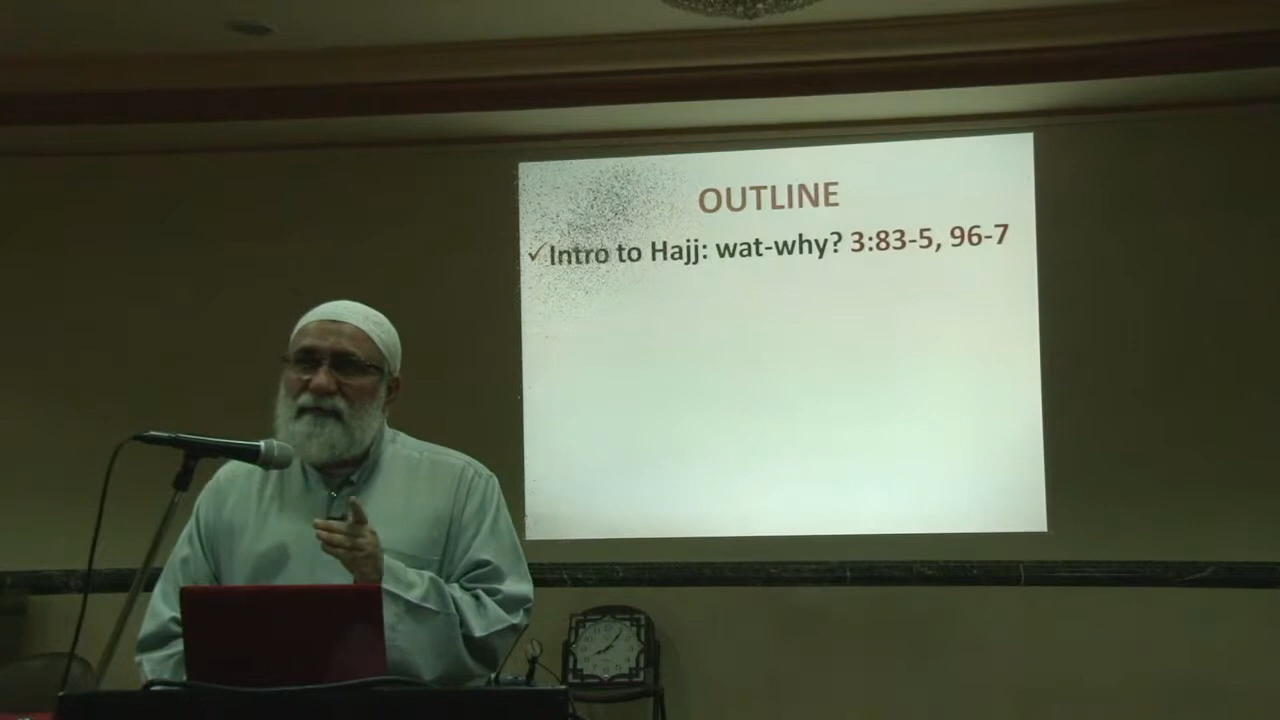 OUTLINE
✓Intro to Hajj: wat-why? 3:83-5, 96-7